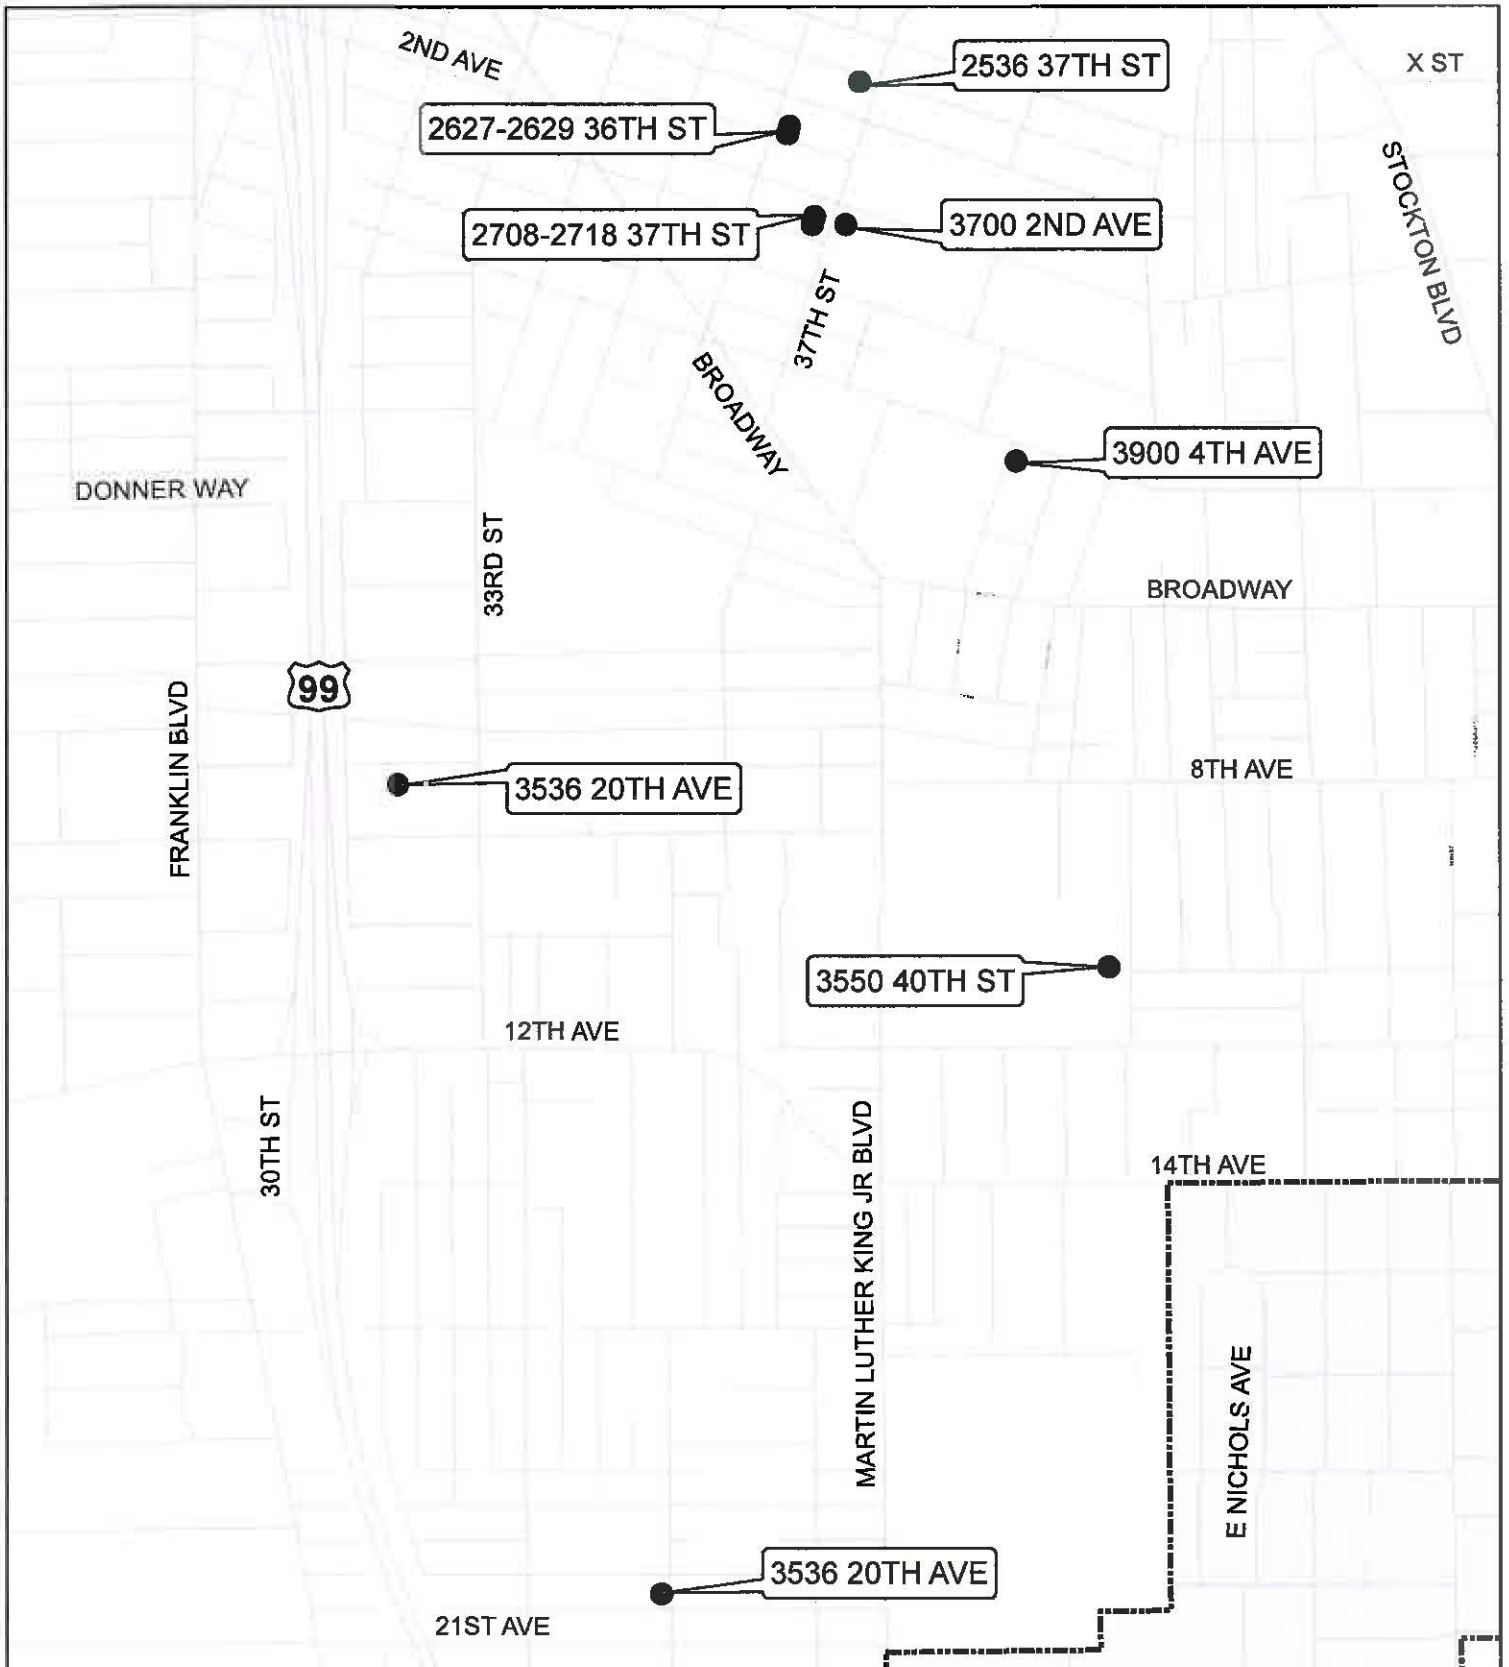 2ND AVE
2536 37TH ST
X ST
2627-2629 36TH ST
STOCKTON BLVD
2708-2718 37TH ST
3700 2ND AVE
37TH ST
BROADWAY
3900 4TH AVE
DONNER WAY
33RD ST
BROADWAY
99
FRANKLIN BLVD
3536 20TH AVE
8TH AVE
3550 40TH ST
12TH AVE
30TH ST
MARTIN LUTHER KING JR BLVD
14TH AVE
E NICHOLS AVE
3536 20TH AVE
21ST AVE